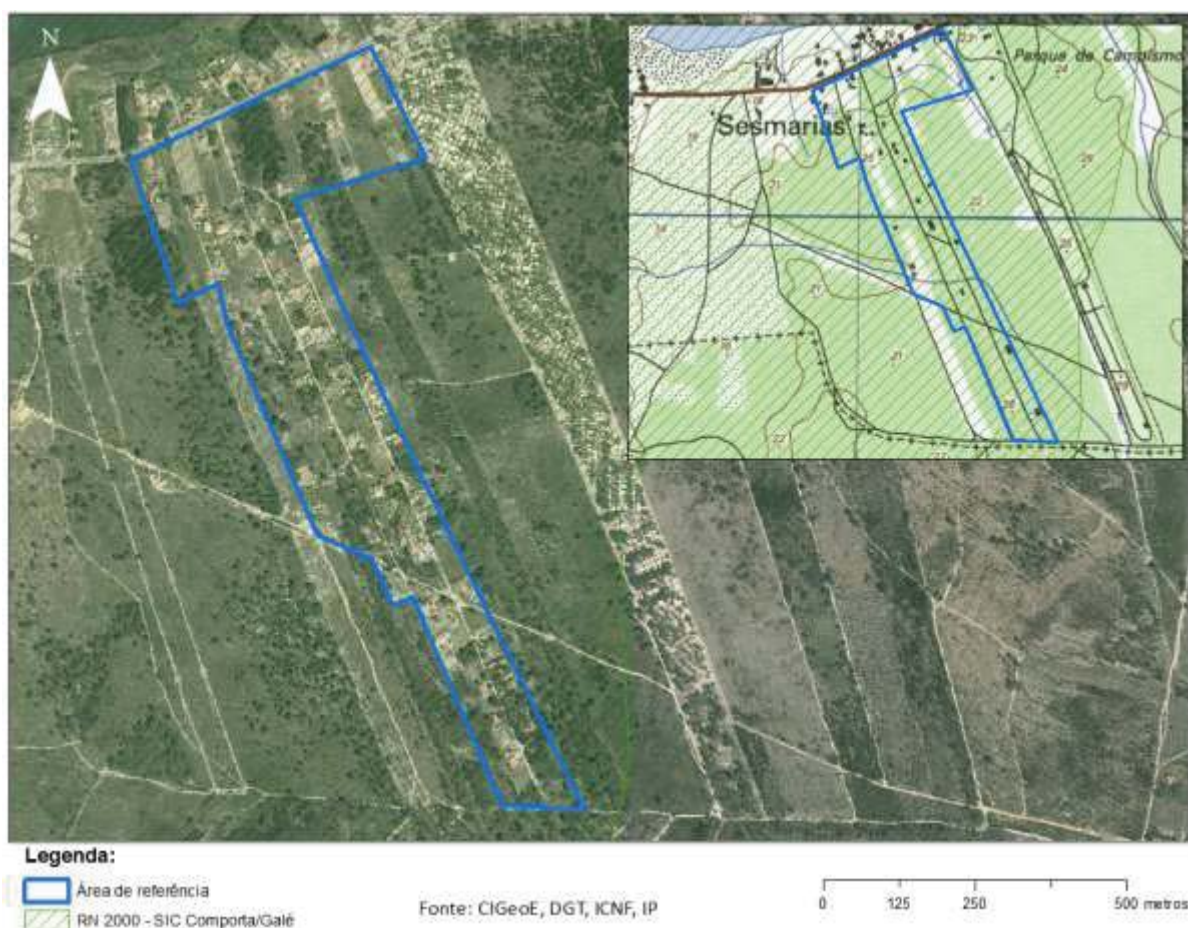 N
Parque de Campismo
Sesmarias
Legenda:
Área de referência
RN 2000 - SIC Comporta/Galé
Fonte: CIGeoE, DGT, ICNF, IP
0 125 250 500 metros